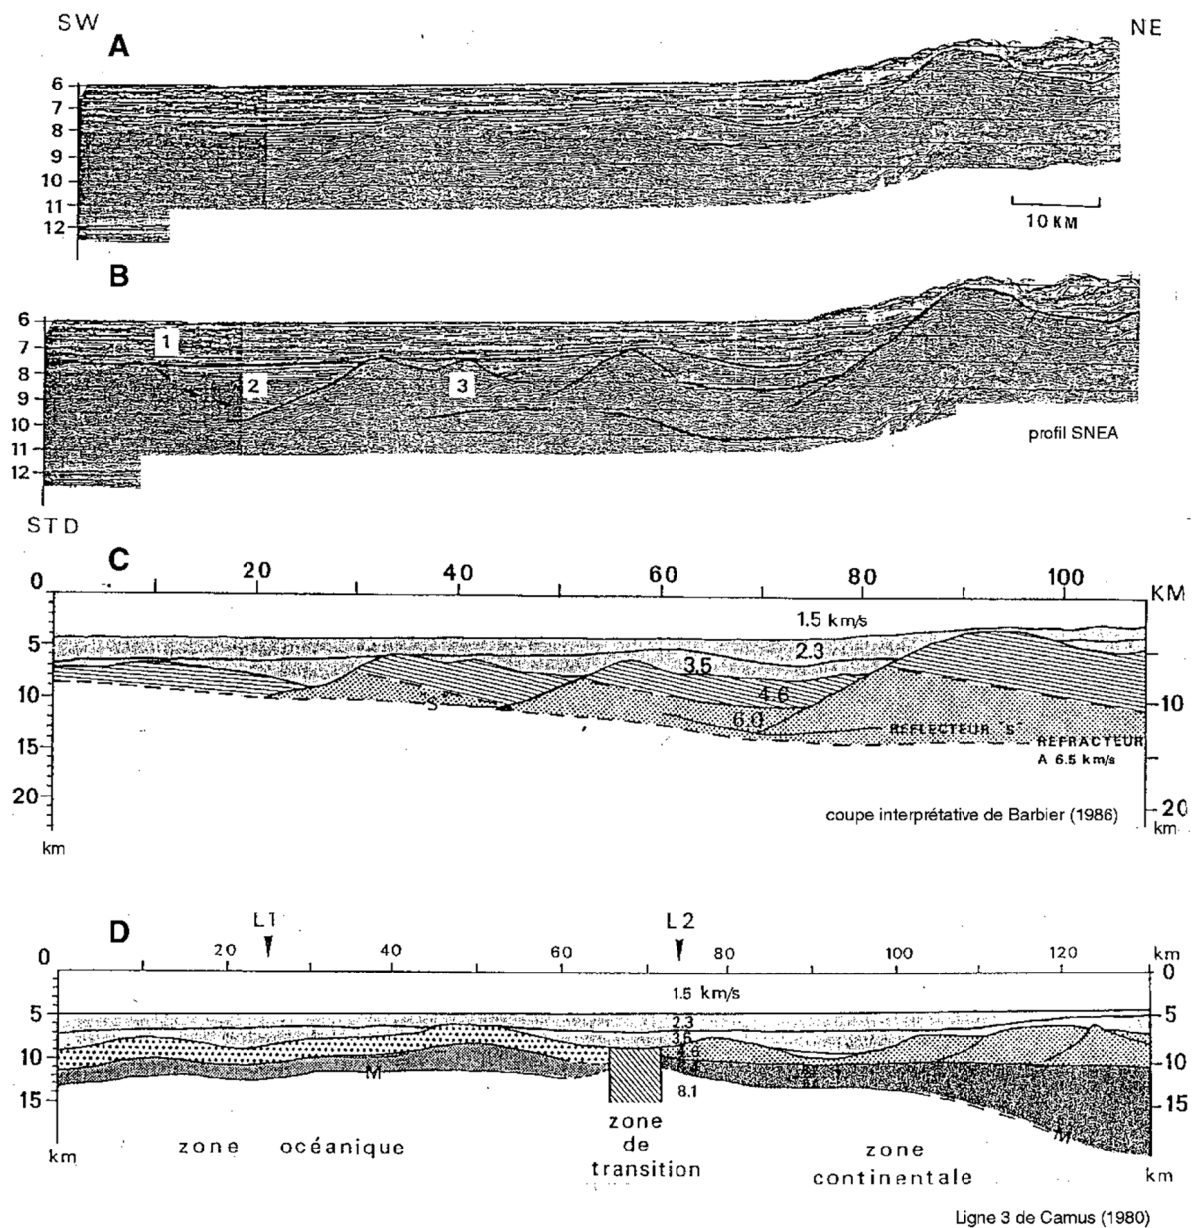 SW
NE
A
6
7
8
9
10
11
12
10 KM
B
6
7
8
9
10
11
12
1
2
3
profil SNEA
STD
C
0
20
40
60
80
100
KM
1.5 km/s
5
2.3
3.5
4.6
10
10
S
6.0
REFLECTEUR "S"
15
REFRACTEUR
A 6.5 km/s
20
20
coupe interprétative de Barbier (1986)
km
km
L1
L2
D
0
20
40
60
80
100
120
km
0
1.5 km/s
5
5
2.3
10
10
M
8.1
15
15
M
zone océanique
zone
de
transition
zone
continentale
km
km
Ligne 3 de Camus (1980)